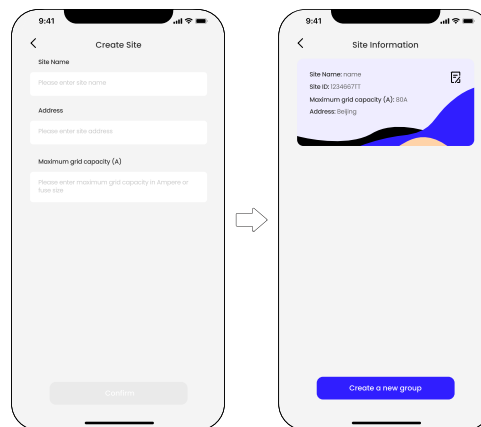 9:41
Create Site
Site Name
Please enter site name
Address
Please enter site address
Maximum grid capacity (A)
Please enter maximum grid capacity in Ampere or
fuse size
Confirm
9:41
Site Information
Site Name: name
Site ID: 1234667TT
Maximum grid capacity (A): 80A
Address: Beijing
Create a new group